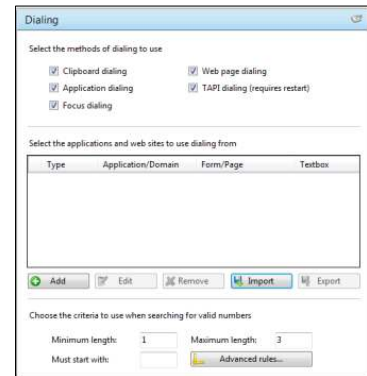 Dialing
Select the methods of dialing to use
Clipboard dialing Web page dialing
Application dialing TAPI dialing (requires restart)
Focus dialing
Select the applications and web sites to use dialing from
Type Application/Domain Form/Page Textbox
Add Edit Remove Import Export
Choose the criteria to use when searching for valid numbers
Minimum length: 1 Maximum length: 3
Must start with: Advanced rules...